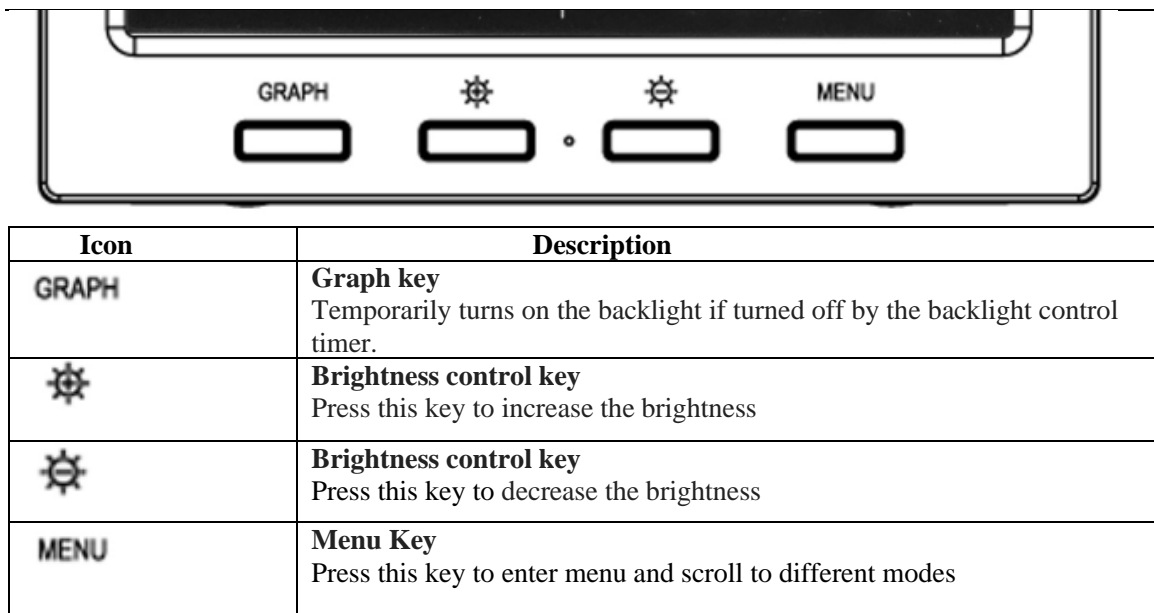 GRAPH MENU
Icon Description
GRAPH
Graph key
Temporarily turns on the backlight if turned off by the backlight control
timer.
Brightness control key
Press this key to increase the brightness
Brightness control key
Press this key to decrease the brightness
MENU
Menu Key
Press this key to enter menu and scroll to different modes